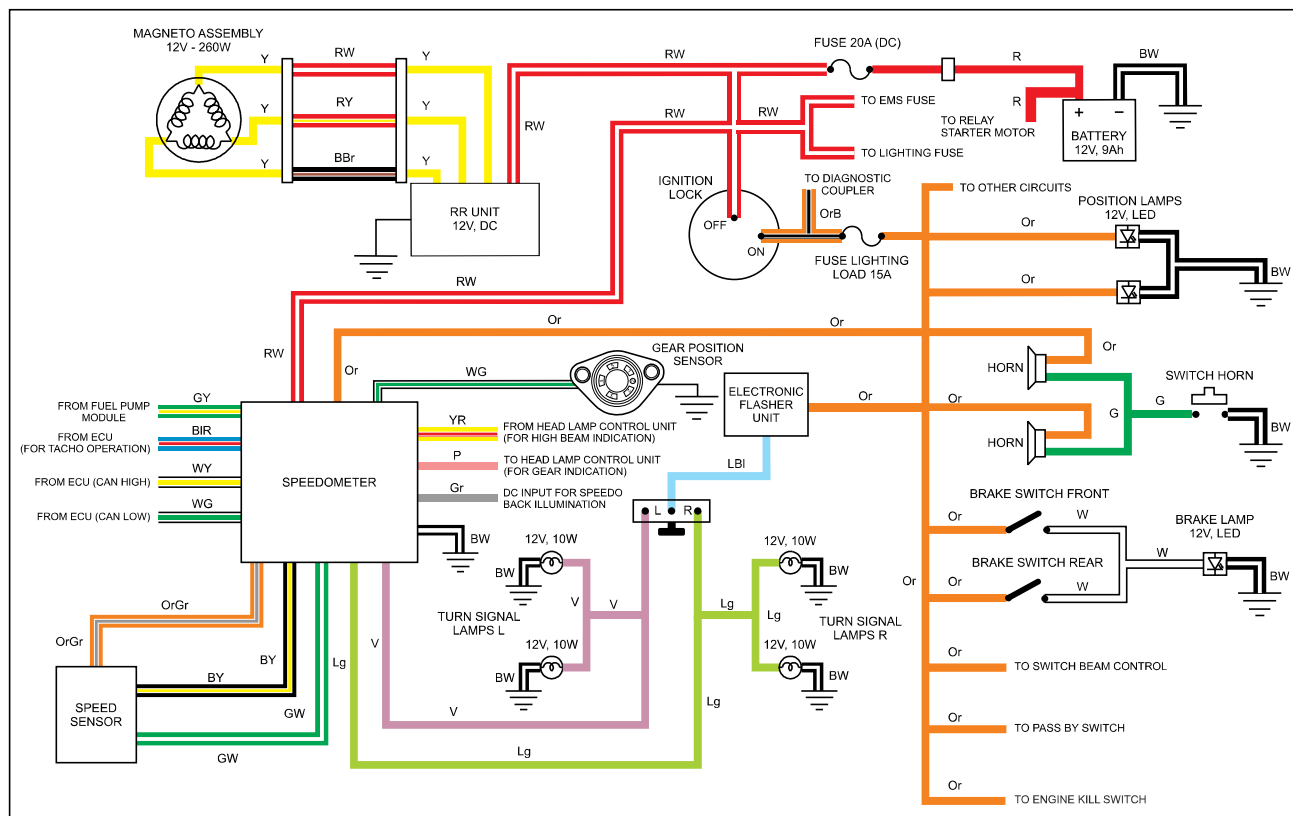 MAGNETO ASSEMBLY
12V - 260W
Y
RW
Y
Y
RY
Y
Y
BBr
Y
RW
RR UNIT
12V, DC
RW
FUSE 20A (DC)
R
R
BW
TO RELAY
STARTER MOTOR
+ −
BATTERY
12V, 9Ah
RW
RW
TO EMS FUSE
TO LIGHTING FUSE
IGNITION
LOCK
OFF
ON
TO DIAGNOSTIC
COUPLER
OrB
FUSE LIGHTING
LOAD 15A
TO OTHER CIRCUITS
POSITION LAMPS
12V, LED
Or
Or
BW
RW
Or
Or
RW
Or
WG
GEAR POSITION
SENSOR
ELECTRONIC
FLASHER
UNIT
Or
Or
Or
HORN
HORN
Or
G
G
SWITCH HORN
BW
FROM FUEL PUMP
MODULE
GY
FROM ECU
(FOR TACHO OPERATION)
BIR
FROM ECU (CAN HIGH)
WY
FROM ECU (CAN LOW)
WG
SPEEDOMETER
YR
FROM HEAD LAMP CONTROL UNIT
(FOR HIGH BEAM INDICATION)
P
TO HEAD LAMP CONTROL UNIT
(FOR GEAR INDICATION)
Gr
DC INPUT FOR SPEEDO
BACK ILLUMINATION
BW
LBI
L R
BRAKE SWITCH FRONT
Or
W
BRAKE SWITCH REAR
Or
W
W
BRAKE LAMP
12V, LED
BW
Or
12V, 10W
BW
V
V
TURN SIGNAL
LAMPS L
12V, 10W
BW
12V, 10W
BW
Lg
Lg
TURN SIGNAL
LAMPS R
12V, 10W
BW
OrGr
OrGr
SPEED
SENSOR
BY
BY
GW
GW
Lg
V
V
Lg
Lg
Or
TO SWITCH BEAM CONTROL
Or
TO PASS BY SWITCH
Or
TO ENGINE KILL SWITCH